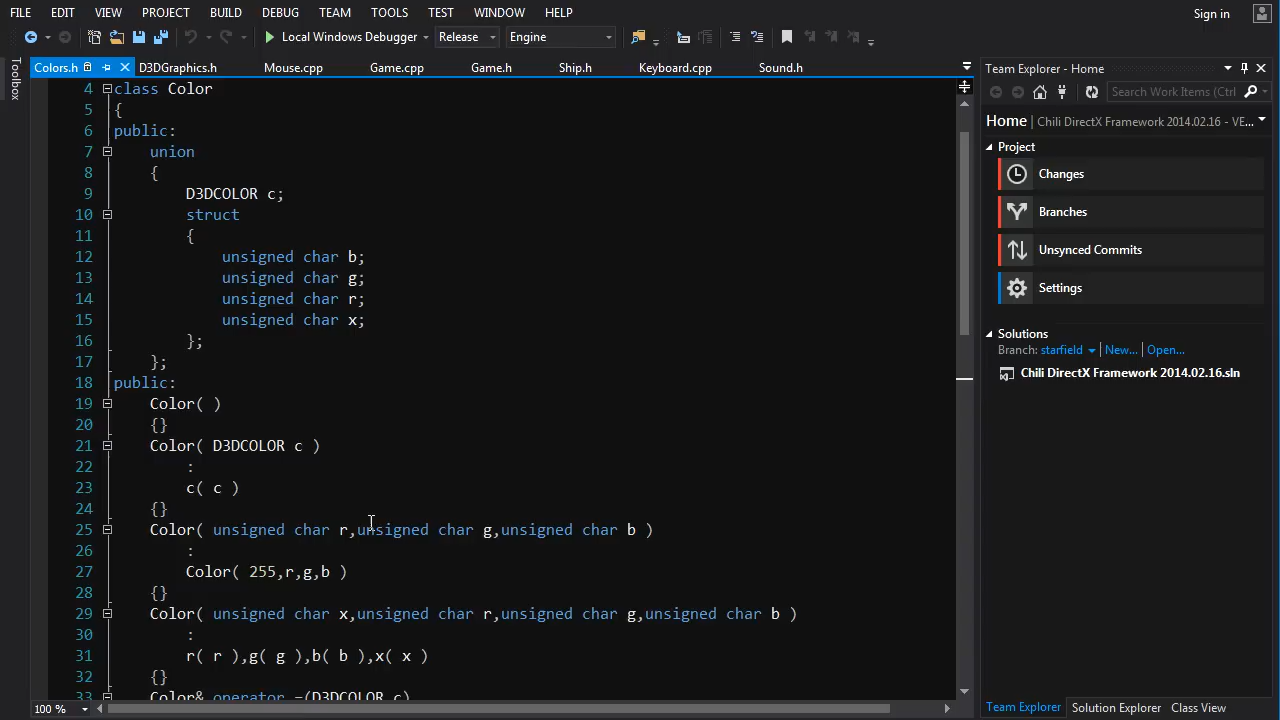 FILE EDIT VIEW PROJECT BUILD DEBUG TEAM TOOLS TEST WINDOW HELP Sign in
Local Windows Debugger Release Engine
Toolbox
Colors.h D3DGraphics.h Mouse.cpp Game.cpp Game.h Ship.h Keyboard.cpp Sound.h
4 class Color
5 {
6 public:
7 union
8 {
9 D3DCOLOR c;
10 struct
11 {
12 unsigned char b;
13 unsigned char g;
14 unsigned char r;
15 unsigned char x;
16 };
17 };
18 public:
19 Color( )
20 {}
21 Color( D3DCOLOR c )
22 :
23 c( c )
24 {}
25 Color( unsigned char r,unsigned char g,unsigned char b )
26 :
27 Color( 255,r,g,b )
28 {}
29 Color( unsigned char x,unsigned char r,unsigned char g,unsigned char b )
30 :
31 r( r ),g( g ),b( b ),x( x )
32 {}
33 Color& operator =(D3DCOLOR c)
100 %
Team Explorer - Home
Search Work Items (Ctrl
Home | Chili DirectX Framework 2014.02.16 - VE...
Project
Changes
Branches
Unsynced Commits
Settings
Solutions
Branch: starfield | New... | Open...
Chili DirectX Framework 2014.02.16.sln
Team Explorer Solution Explorer Class View